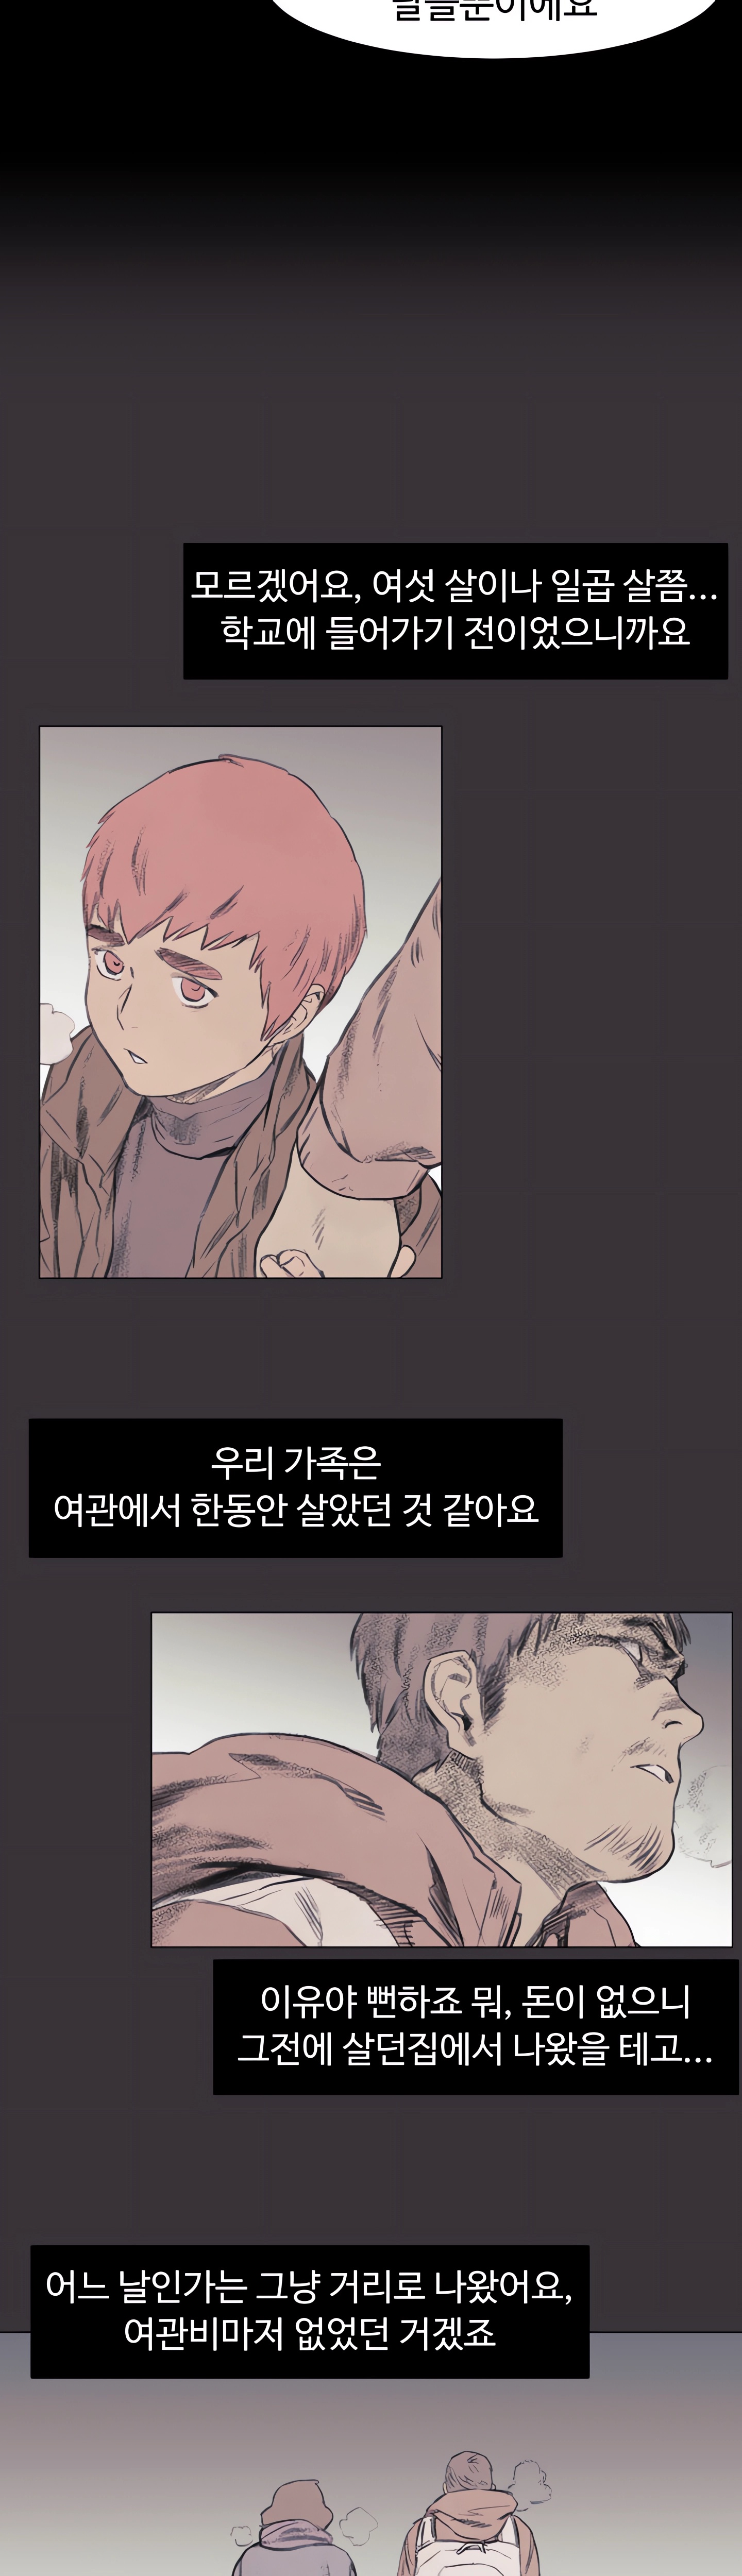 모르겠어요, 여섯 살이나 일곱 살쯤...
학교에 들어가기 전이었으니까요
우리 가족은
여관에서 한동안 살았던 것 같아요
이유야 뻔하죠 뭐, 돈이 없으니
그전에 살던집에서 나왔을 테고...
어느 날인가는 그냥 거리로 나왔어요,
여관비마저 없었던 거겠죠